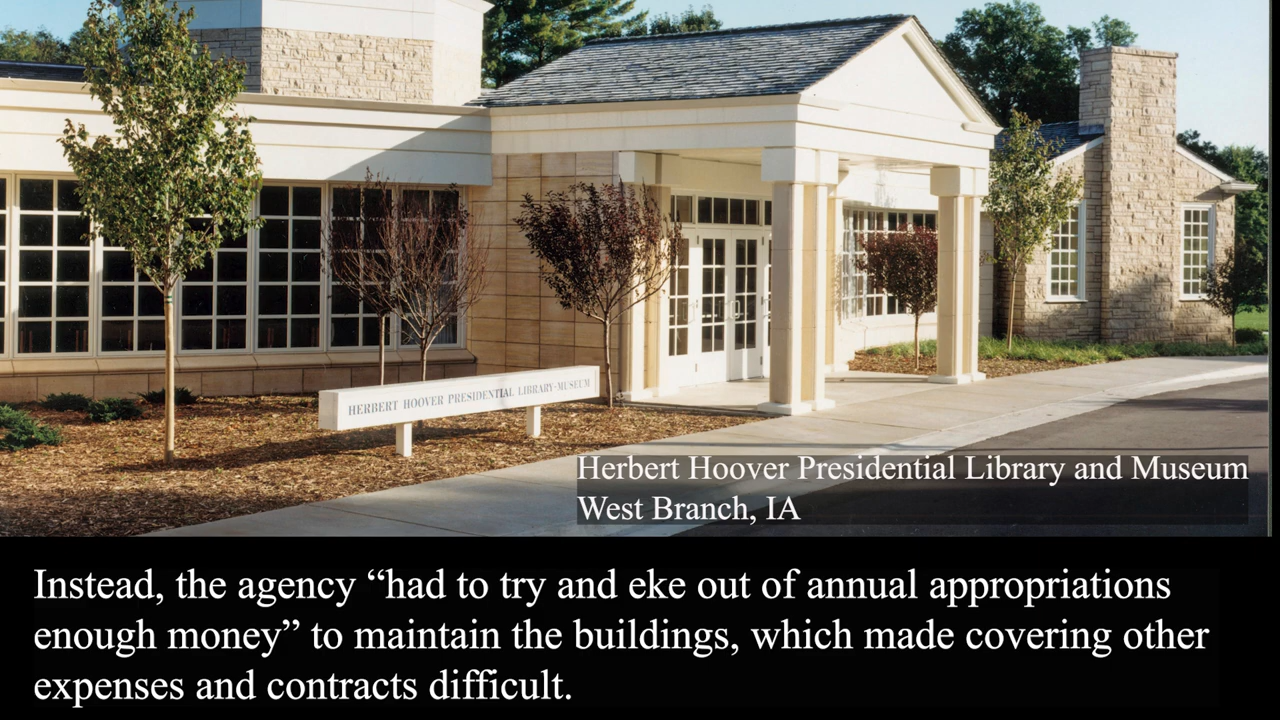 HERBERT HOOVER PRESIDENTIAL LIBRARY-MUSEUM
Herbert Hoover Presidential Library and Museum
West Branch, IA
Instead, the agency “had to try and eke out of annual appropriations
enough money” to maintain the buildings, which made covering other
expenses and contracts difficult.